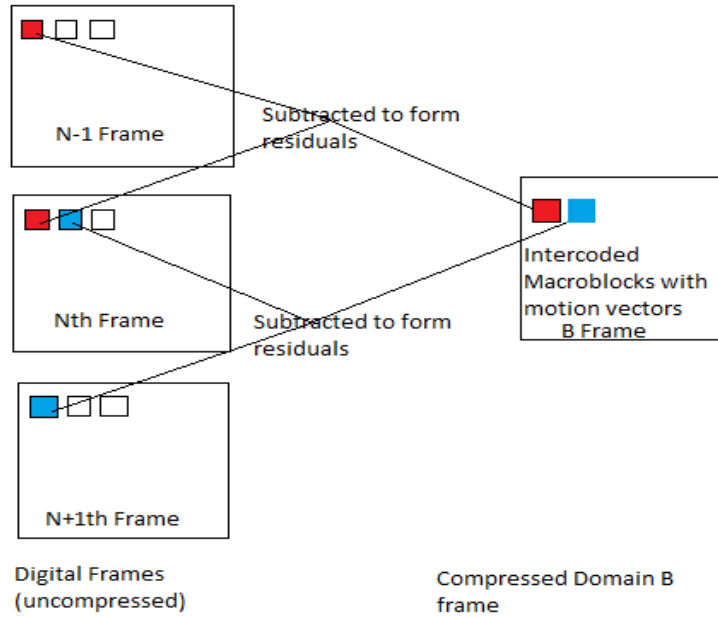 N-1 Frame
Subtracted to form
residuals
Nth Frame
Subtracted to form
residuals
Intercoded
Macroblocks with
motion vectors
B Frame
N+1th Frame
Digital Frames
(uncompressed)
Compressed Domain B
frame